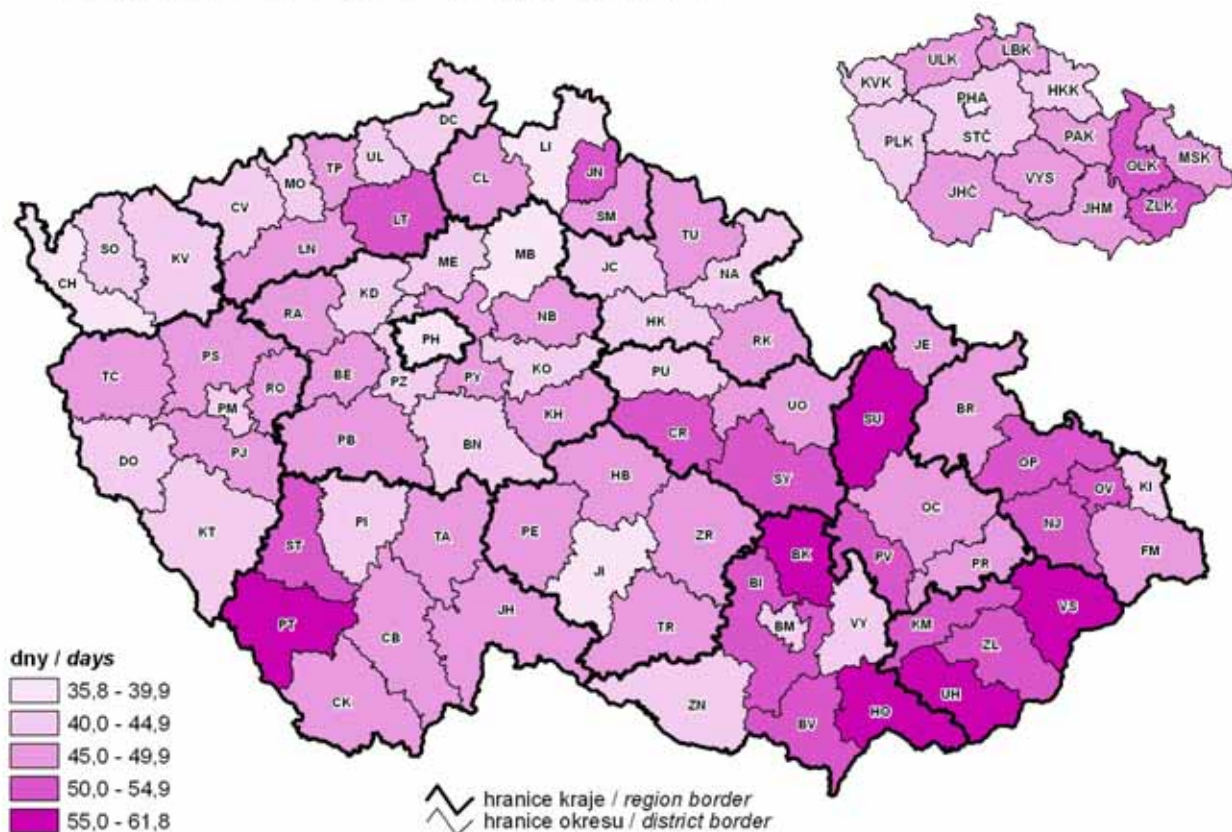 ULK LBK
KVK HKK
PHA
STČ
PLK PAK MSK
OLK
VYS
JHČ JHM ZLK
DC
LI
UL
TP CL JN
MO
CV
LT SM
TU
SO LN
KV ME MB JC NA
CH
KD
RA NB HK
PH RK JE
PS
TC RO BE PZ PY KO PU
PM UO SU BR
KH
PJ PB BN CR
DO OP
SY OV KI
HB
PI OC NJ
KT ST TA PE ZR
BK PV PR FM
JI BI
PT JH VS
CB TR BM VY KM
ZL
CK ZN BV HO UH
dny / days
35,8 - 39,9
40,0 - 44,9
45,0 - 49,9
50,0 - 54,9
55,0 - 61,8
hranice kraje / region border
hranice okresu / district border